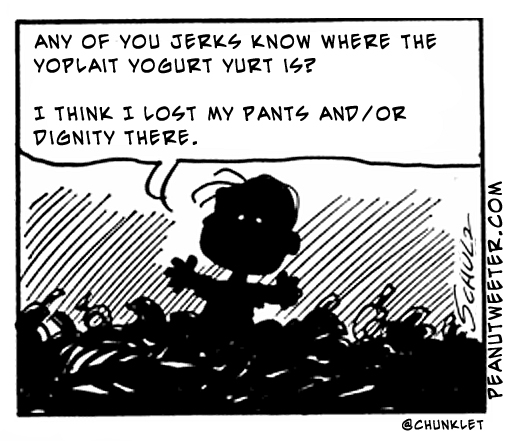 ANY OF YOU JERKS KNOW WHERE THE
YOPLAIT YOGURT YURT IS?
I THINK I LOST MY PANTS AND/OR
DIGNITY THERE.
SCHULZ
PEANUTWEETER.COM
@CHUNKLET